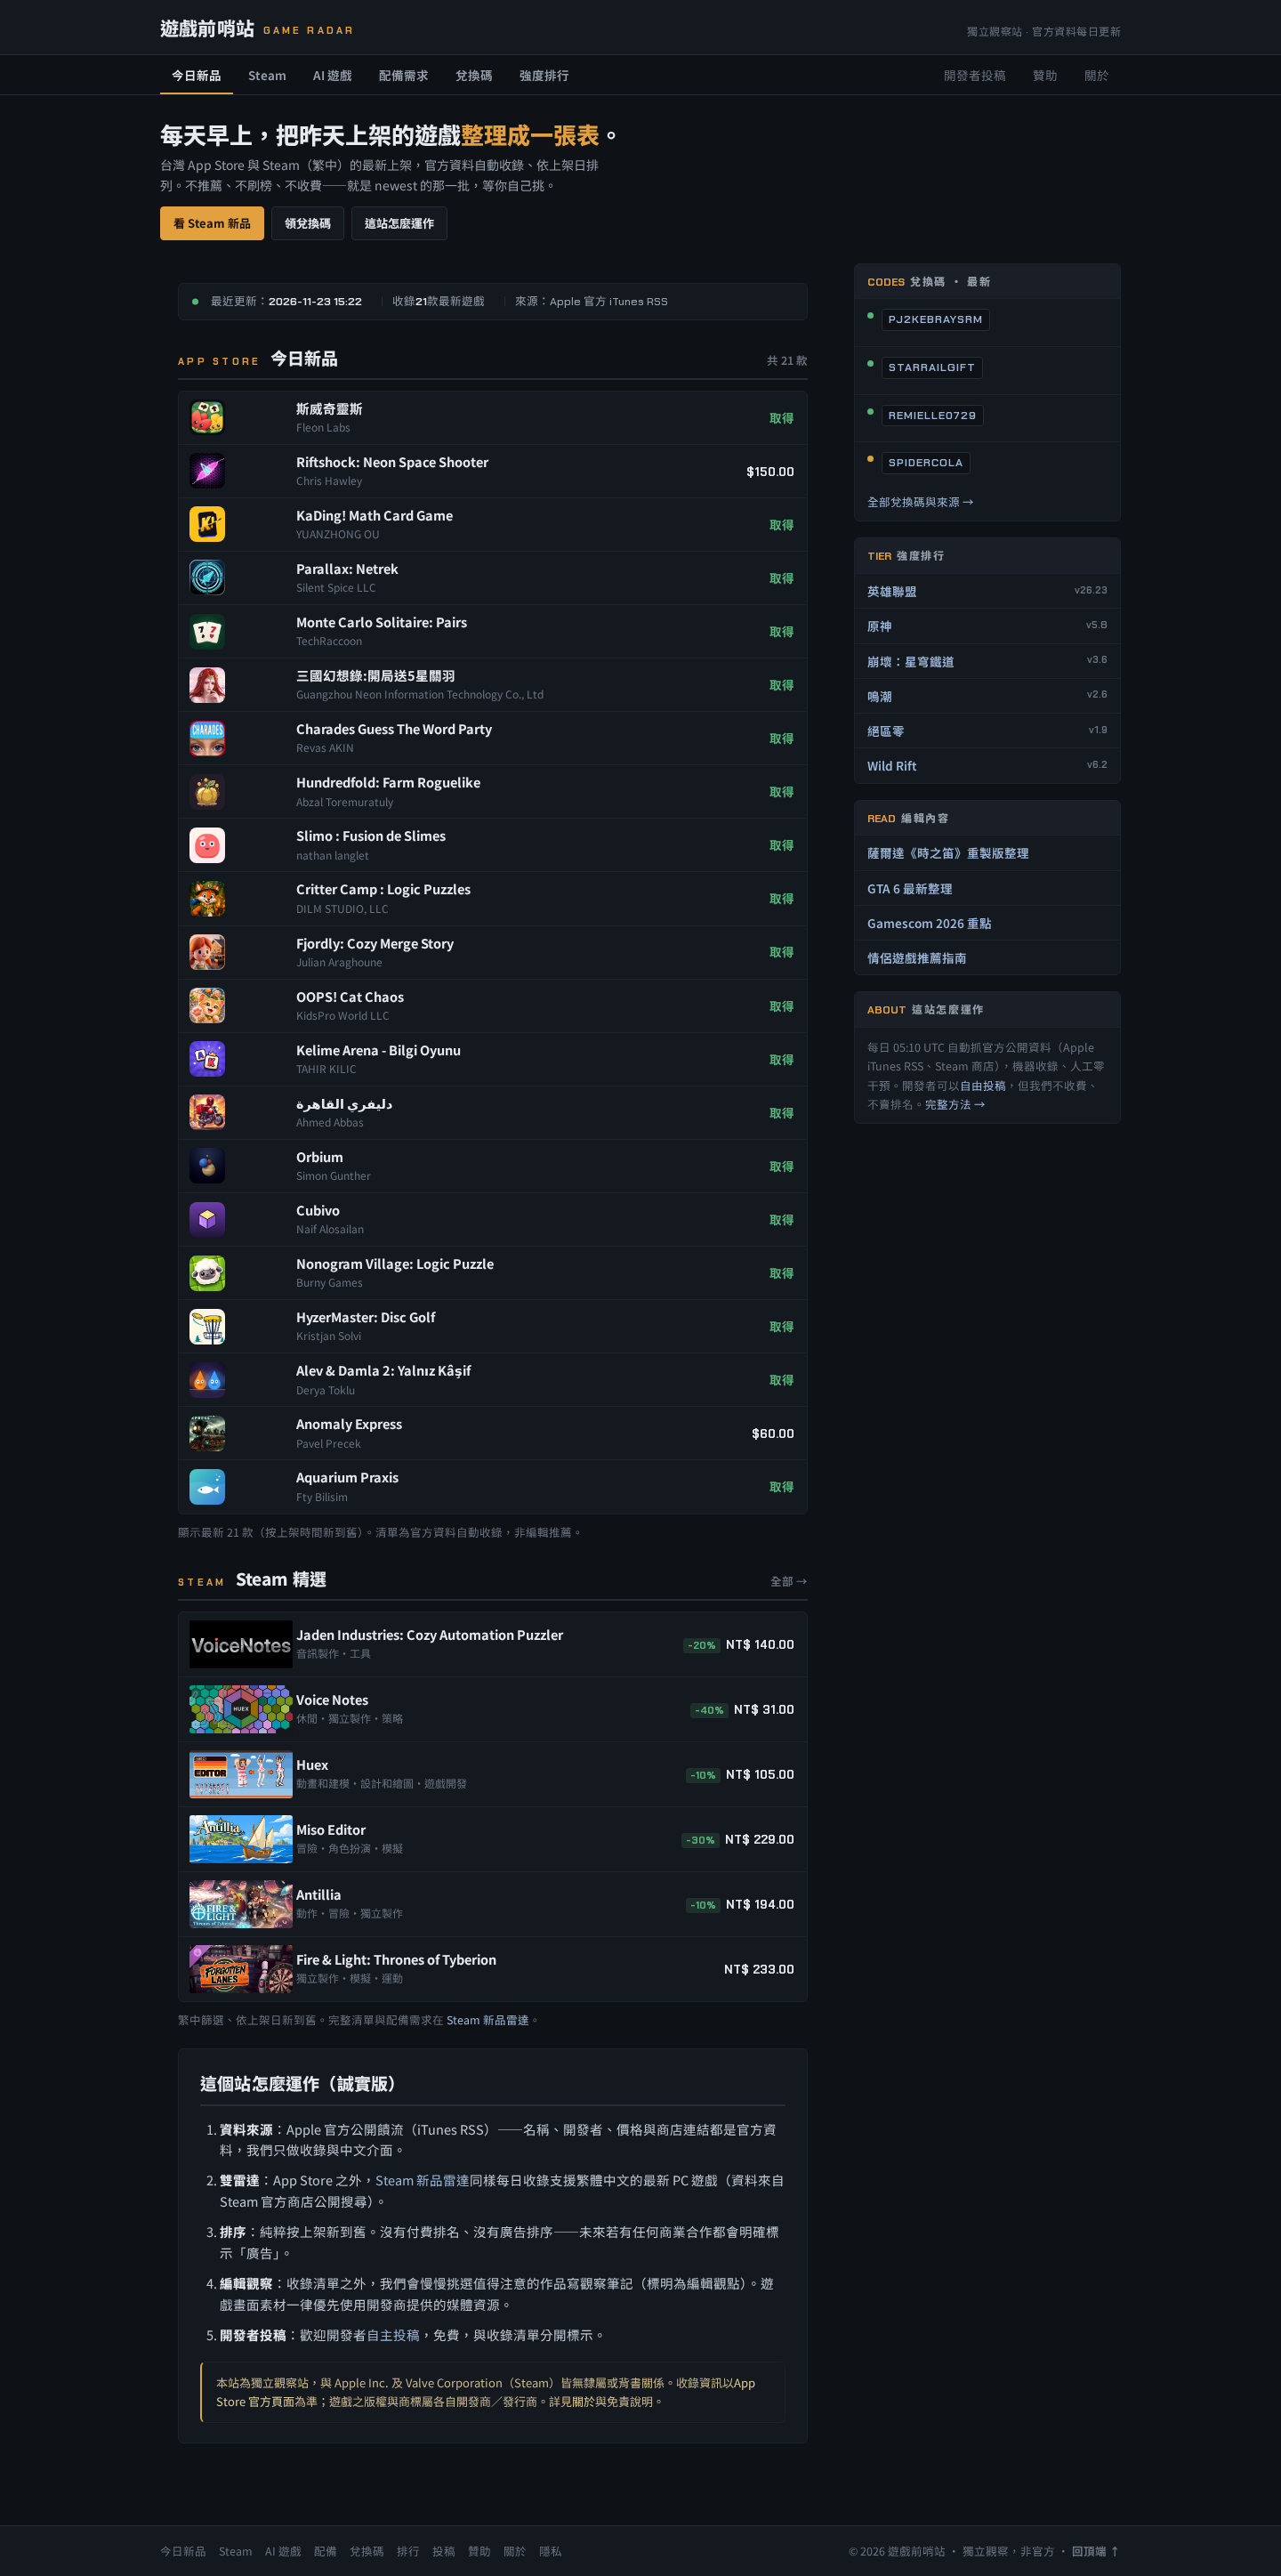 遊戲前哨站 GAME RADAR
獨立觀察站 · 官方資料每日更新
今日新品 Steam AI 遊戲 配備需求 兌換碼 強度排行 開發者投稿 贊助 關於
每天早上，把昨天上架的遊戲整理成一張表。
台灣 App Store 與 Steam（繁中）的最新上架，官方資料自動收錄、依上架日排
列。不推薦、不刷榜、不收費——就是 newest 的那一批，等你自己挑。
看 Steam 新品 領兌換碼 這站怎麼運作
最近更新：2026-11-23 15:22 收錄21款最新遊戲 來源：Apple 官方 iTunes RSS
APP STORE 今日新品 共 21 款
斯威奇靈斯
Fleon Labs
取得
Riftshock: Neon Space Shooter
Chris Hawley
$150.00
KaDing! Math Card Game
YUANZHONG OU
取得
Parallax: Netrek
Silent Spice LLC
取得
Monte Carlo Solitaire: Pairs
TechRaccoon
取得
三國幻想錄:開局送5星關羽
Guangzhou Neon Information Technology Co., Ltd
取得
CHARADES
Charades Guess The Word Party
Revas AKIN
取得
Hundredfold: Farm Roguelike
Abzal Toremuratuly
取得
Slimo : Fusion de Slimes
nathan langlet
取得
Critter Camp : Logic Puzzles
DILM STUDIO, LLC
取得
Fjordly: Cozy Merge Story
Julian Araghoune
取得
OOPS! Cat Chaos
KidsPro World LLC
取得
Kelime Arena - Bilgi Oyunu
TAHIR KILIC
取得
دليفري القاهرة
Ahmed Abbas
取得
Orbium
Simon Gunther
取得
Cubivo
Naif Alosailan
取得
Nonogram Village: Logic Puzzle
Burny Games
取得
HyzerMaster: Disc Golf
Kristjan Solvi
取得
Alev & Damla 2: Yalnız Kâşif
Derya Toklu
取得
Anomaly Express
Pavel Precek
$60.00
Aquarium Praxis
Fty Bilisim
取得
顯示最新 21 款（按上架時間新到舊）。清單為官方資料自動收錄，非編輯推薦。
STEAM Steam 精選 全部 →
VoiceNotes
Jaden Industries: Cozy Automation Puzzler
音訊製作・工具
-20% NT$ 140.00
HUEX
Voice Notes
休閒・獨立製作・策略
-40% NT$ 31.00
EDITOR
Huex
動畫和建模・設計和繪圖・遊戲開發
-10% NT$ 105.00
Antillia
Miso Editor
冒險・角色扮演・模擬
-30% NT$ 229.00
FIRE & LIGHT
Antillia
動作・冒險・獨立製作
-10% NT$ 194.00
FORGOTTEN LANES
Fire & Light: Thrones of Tyberion
獨立製作・模擬・運動
NT$ 233.00
繁中篩選、依上架日新到舊。完整清單與配備需求在 Steam 新品雷達。
這個站怎麼運作（誠實版）
1. 資料來源：Apple 官方公開饋流（iTunes RSS）——名稱、開發者、價格與商店連結都是官方資
料，我們只做收錄與中文介面。
2. 雙雷達：App Store 之外，Steam 新品雷達同樣每日收錄支援繁體中文的最新 PC 遊戲（資料來自
Steam 官方商店公開搜尋）。
3. 排序：純粹按上架新到舊。沒有付費排名、沒有廣告排序——未來若有任何商業合作都會明確標
示「廣告」。
4. 編輯觀察：收錄清單之外，我們會慢慢挑選值得注意的作品寫觀察筆記（標明為編輯觀點）。遊
戲畫面素材一律優先使用開發商提供的媒體資源。
5. 開發者投稿：歡迎開發者自主投稿，免費，與收錄清單分開標示。
本站為獨立觀察站，與 Apple Inc. 及 Valve Corporation（Steam）皆無隸屬或背書關係。收錄資訊以App
Store 官方頁面為準；遊戲之版權與商標屬各自開發商／發行商。詳見關於與免責說明。
CODES 兌換碼 ・ 最新
PJ2KEBRAYSRM
STARRAILGIFT
REMIELLE0729
SPIDERCOLA
全部兌換碼與來源 →
TIER 強度排行
英雄聯盟 v26.23
原神 v5.8
崩壞：星穹鐵道 v3.6
鳴潮 v2.6
絕區零 v1.9
Wild Rift v6.2
READ 編輯內容
薩爾達《時之笛》重製版整理
GTA 6 最新整理
Gamescom 2026 重點
情侶遊戲推薦指南
ABOUT 這站怎麼運作
每日 05:10 UTC 自動抓官方公開資料（Apple
iTunes RSS、Steam 商店），機器收錄、人工零
干預。開發者可以自由投稿，但我們不收費、
不賣排名。完整方法 →
今日新品 Steam AI 遊戲 配備 兌換碼 排行 投稿 贊助 關於 隱私
© 2026 遊戲前哨站 ・ 獨立觀察，非官方 ・ 回頂端 ↑